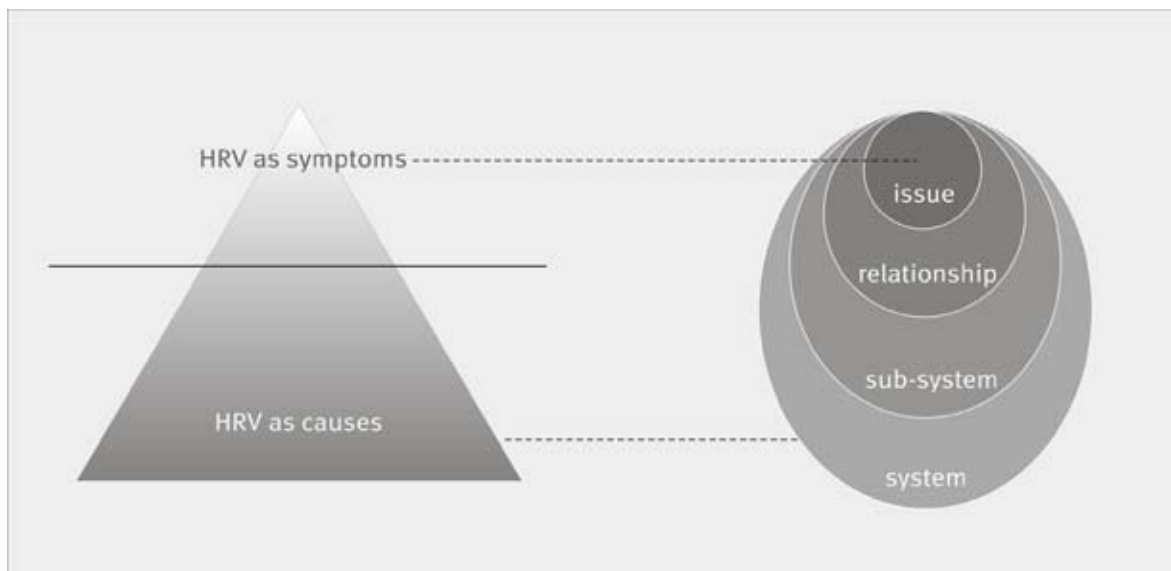 HRV as symptoms
issue
relationship
sub-system
HRV as causes
system